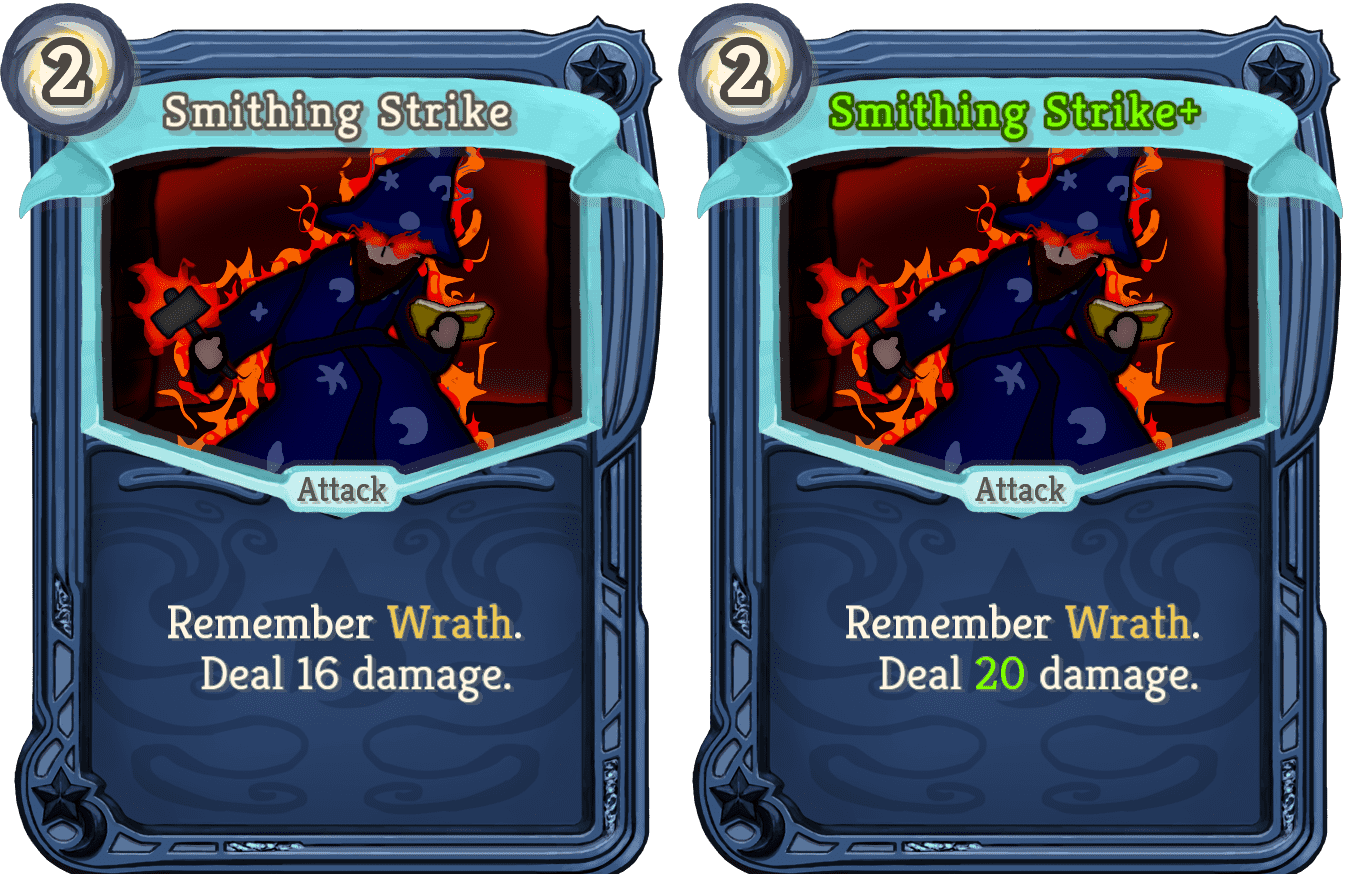 2
Smithing Strike
Attack
Remember Wrath.
Deal 16 damage.
2
Smithing Strike+
Attack
Remember Wrath.
Deal 20 damage.